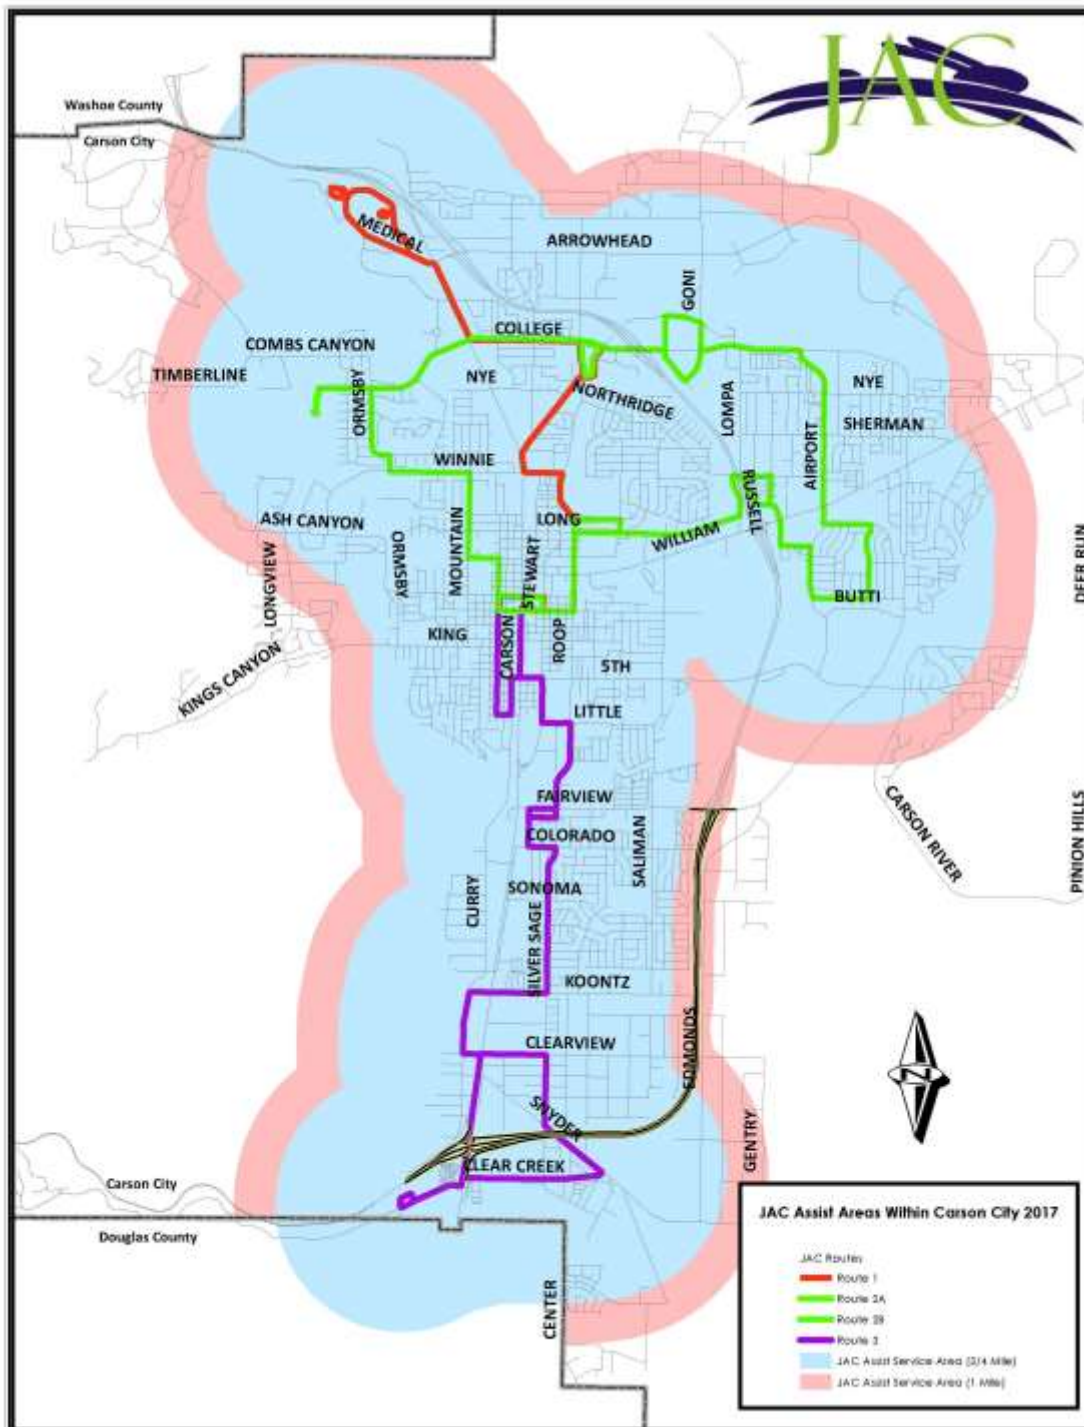 JAC
Washoe County
Carson City
MEDICAL
ARROWHEAD
GONI
COLLEGE
COMBS CANYON
TIMBERLINE
ORMSBY
NYE
NORTHRIDGE
LOMPA
NYE
SHERMAN
AIRPORT
WINNIE
RUSSELL
ASH CANYON
LONG
ORMSBY
MOUNTAIN
STEWART
WILLIAM
DEER RUN
LONGVIEW
BUTTI
KING
CARSON
ROOP
5TH
KINGS CANYON
LITTLE
FAIRVIEW
COLORADO
SALIMAN
CARSON RIVER
PINION HILLS
CURRY
SONOMA
SILVER SAGE
KOONTZ
CLEARVIEW
EDMONDS
N
SNYDER
GENTRY
CLEAR CREEK
Carson City
Douglas County
CENTER
JAC Assist Areas Within Carson City 2017
JAC Routes
Route 1
Route 2A
Route 2B
Route 3
JAC Assist Service Area (3/4 Mile)
JAC Assist Service Area (1 Mile)